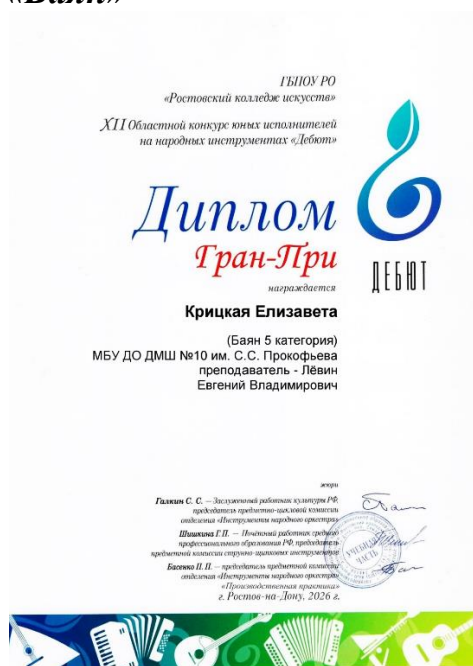 «Баян»
ГБПОУ РО
«Ростовский колледж искусств»
XII Областной конкурс юных исполнителей
на народных инструментах «Дебют»
Диплом
Гран-При
ДЕБЮТ
награждается
Крицкая Елизавета
(Баян 5 категория)
МБУ ДО ДМШ №10 им. С.С. Прокофьева
преподаватель - Лёвин
Евгений Владимирович
жюри
Галкин С. С. – Заслуженный работник культуры РФ,
председатель предметно-цикловой комиссии
отделения «Инструменты народного оркестра»
Шишкина Г.П. – Почётный работник среднего
профессионального образования РФ, председатель
предметной комиссии струнно-щипковых инструментов
Басенко П. П. – председатель предметной комиссии
отделения «Инструменты народного оркестра»
«Производственная практика»
г. Ростов-на-Дону, 2026 г.
УЧЕБНАЯ
ЧАСТЬ